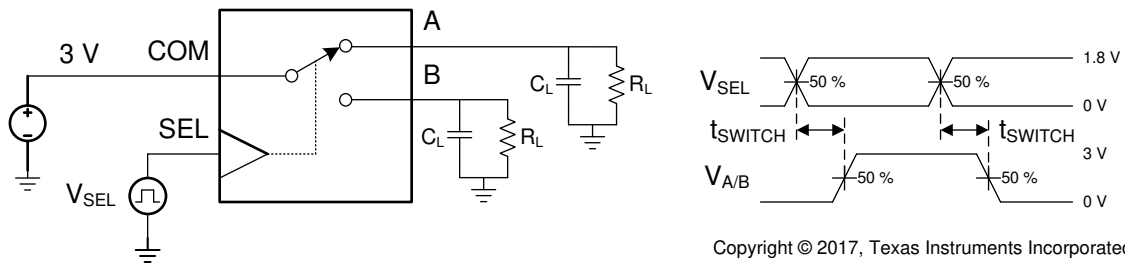 3 V
COM
A
B
SEL
V_SEL
C_L
R_L
C_L
R_L
V_SEL
50 %
50 %
1.8 V
0 V
t_SWITCH
t_SWITCH
V_A/B
50 %
50 %
3 V
0 V
Copyright © 2017, Texas Instruments Incorporated